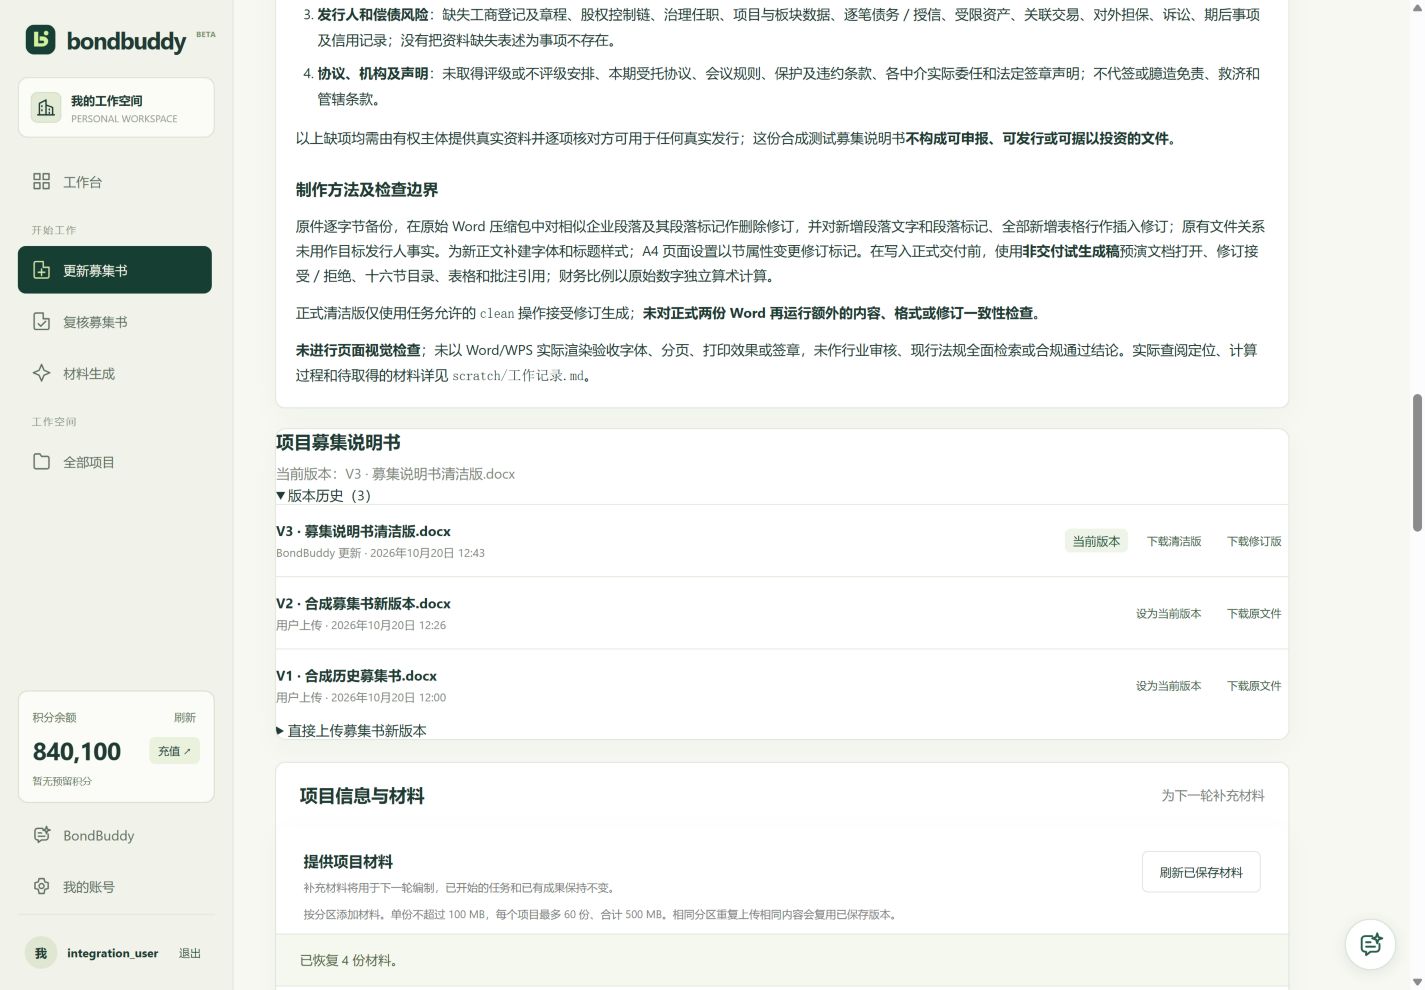 bondbuddy BETA
我的工作空间
PERSONAL WORKSPACE
工作台
开始工作
更新募集书
复核募集书
材料生成
工作空间
全部项目
积分余额 刷新
840,100 充值 ↗
暂无预留积分
BondBuddy
我的账号
我 integration_user 退出
3. 发行人和偿债风险：缺失工商登记及章程、股权控制链、治理任职、项目与板块数据、逐笔债务 / 授信、受限资产、关联交易、对外担保、诉讼、期后事项
及信用记录；没有把资料缺失表述为事项不存在。
4. 协议、机构及声明：未取得评级或不评级安排、本期受托协议、会议规则、保护及违约条款、各中介实际委任和法定签章声明；不代签或臆造免责、救济和
管辖条款。
以上缺项均需由有权主体提供真实资料并逐项核对方可用于任何真实发行；这份合成测试募集说明书不构成可申报、可发行或可据以投资的文件。
制作方法及检查边界
原件逐字节备份，在原始 Word 压缩包中对相似企业段落及其段落标记作删除修订，并对新增段落文字和段落标记、全部新增表格行作插入修订；原有文件关系
未用作目标发行人事实。为新正文补建字体和标题样式；A4 页面设置以节属性变更修订标记。在写入正式交付前，使用非交付试生成稿预演文档打开、修订接
受 / 拒绝、十六节目录、表格和批注引用；财务比例以原始数字独立算术计算。
正式清洁版仅使用任务允许的 clean 操作接受修订生成；未对正式两份 Word 再运行额外的内容、格式或修订一致性检查。
未进行页面视觉检查；未以 Word/WPS 实际渲染验收字体、分页、打印效果或签章，未作行业审核、现行法规全面检索或合规通过结论。实际查阅定位、计算
过程和待取得的材料详见 scratch/工作记录.md。
项目募集说明书
当前版本：V3 · 募集说明书清洁版.docx
▼版本历史（3）
V3 · 募集说明书清洁版.docx
BondBuddy 更新 · 2026年10月20日 12:43
当前版本 下载清洁版 下载修订版
V2 · 合成募集书新版本.docx
用户上传 · 2026年10月20日 12:26
设为当前版本 下载原文件
V1 · 合成历史募集书.docx
用户上传 · 2026年10月20日 12:00
设为当前版本 下载原文件
▶ 直接上传募集书新版本
项目信息与材料 为下一轮补充材料
提供项目材料
补充材料将用于下一轮编制，已开始的任务和已有成果保持不变。
按分区添加材料。单份不超过 100 MB，每个项目最多 60 份、合计 500 MB。相同分区重复上传相同内容会复用已保存版本。
刷新已保存材料
已恢复 4 份材料。